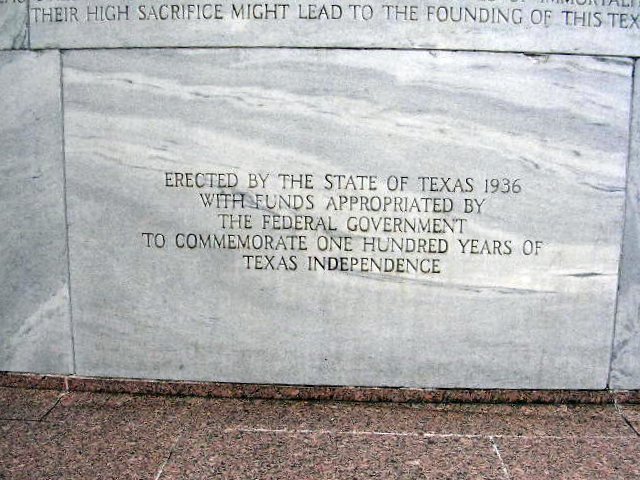 THEIR HIGH SACRIFICE MIGHT LEAD TO THE FOUNDING OF THIS TEX
ERECTED BY THE STATE OF TEXAS 1936
WITH FUNDS APPROPRIATED BY
THE FEDERAL GOVERNMENT
TO COMMEMORATE ONE HUNDRED YEARS OF
TEXAS INDEPENDENCE